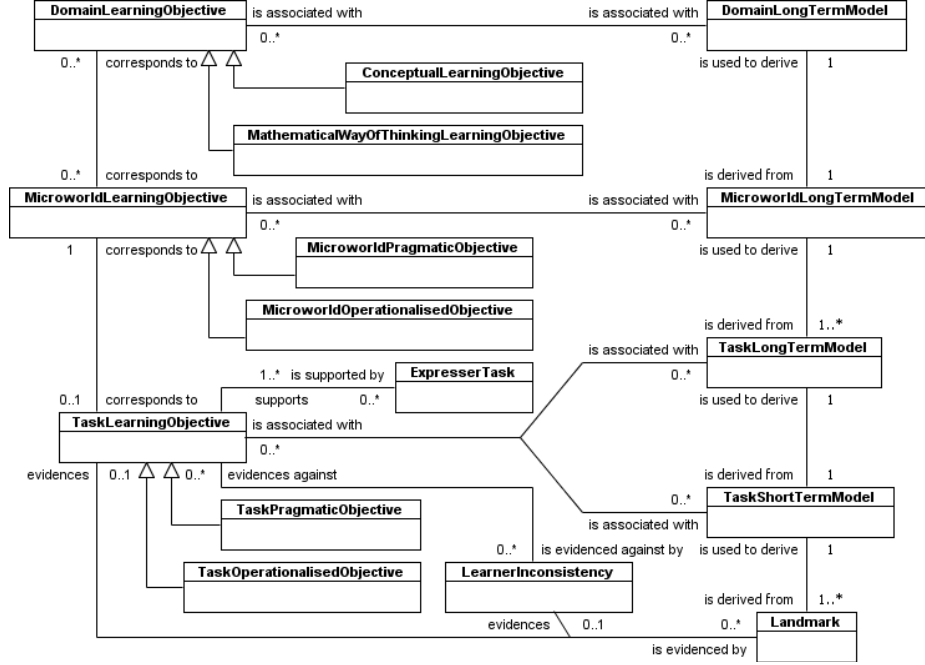 DomainLearningObjective is associated with is associated with DomainLongTermModel
0..* 0..*
0..* corresponds to is used to derive 1
ConceptualLearningObjective
MathematicalWayOfThinkingLearningObjective
0..* corresponds to is derived from 1
MicroworldLearningObjective is associated with is associated with MicroworldLongTermModel
0..* 0..*
1 corresponds to is used to derive 1
MicroworldPragmaticObjective
MicroworldOperationalisedObjective
is derived from 1..*
is associated with TaskLongTermModel
1..* is supported by ExpresserTask 0..*
0..1 corresponds to supports 0..* is used to derive 1
TaskLearningObjective is associated with
0..*
evidences 0..1 0..* evidences against is derived from 1
0..* TaskShortTermModel
TaskPragmaticObjective is associated with
0..* is evidenced against by is used to derive 1
TaskOperationalisedObjective LearnerInconsistency
is derived from 1..*
evidences 0..1 0..* Landmark
is evidenced by